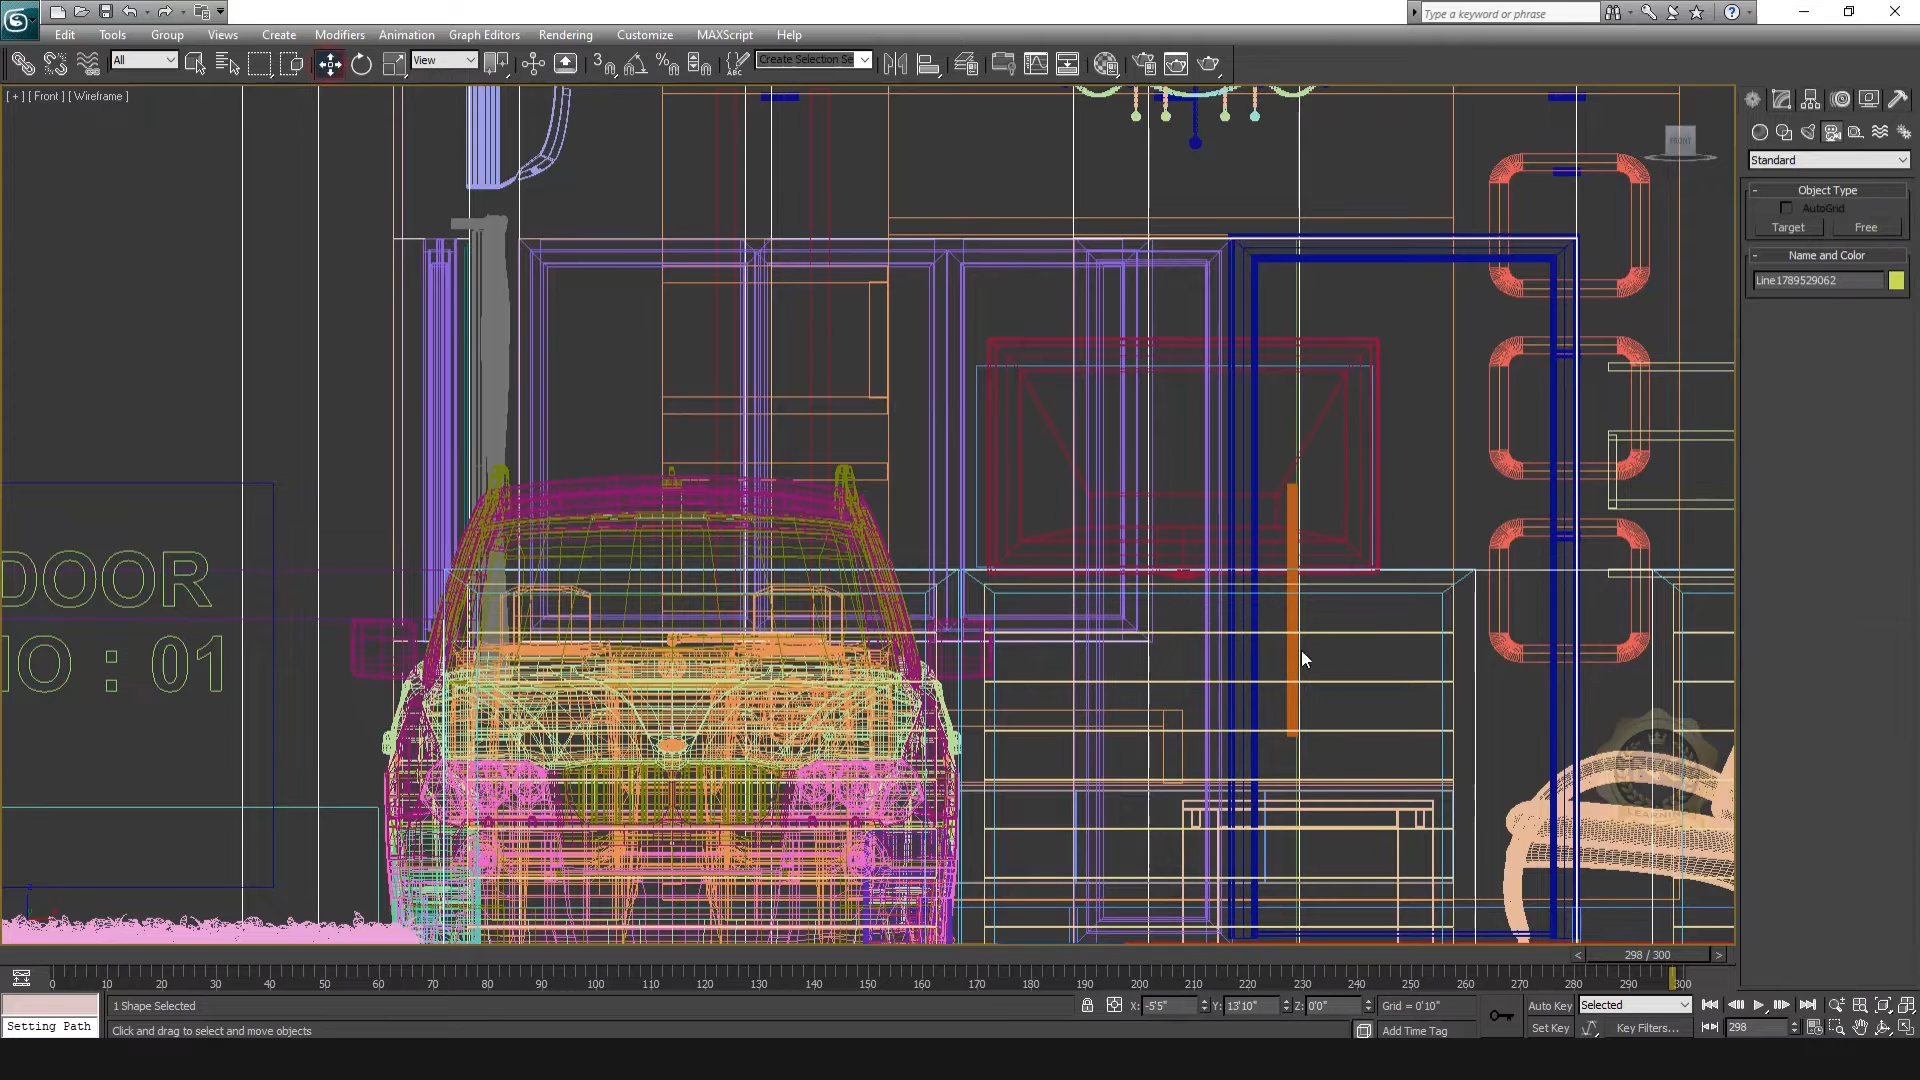 Type a keyword or phrase
Edit Tools Group Views Create Modifiers Animation Graph Editors Rendering Customize MAXScript Help
All
View
3
%
ABC
Create Selection Se
[ + ] [ Front ] [ Wireframe ]
FRONT
Standard
- Object Type
AutoGrid
Target Free
- Name and Color
Line1789529062
DOOR
NO : 01
LEARNING
< 298 / 300 >
0 10 20 30 40 50 60 70 80 90 100 110 120 130 140 150 160 170 180 190 200 210 220 230 240 250 260 270 280 290 300
1 Shape Selected
X: -5'5" Y: 13'10" Z: 0'0" Grid = 0'10"
Auto Key Selected
Setting Path
Click and drag to select and move objects
Add Time Tag
Set Key Key Filters... 298